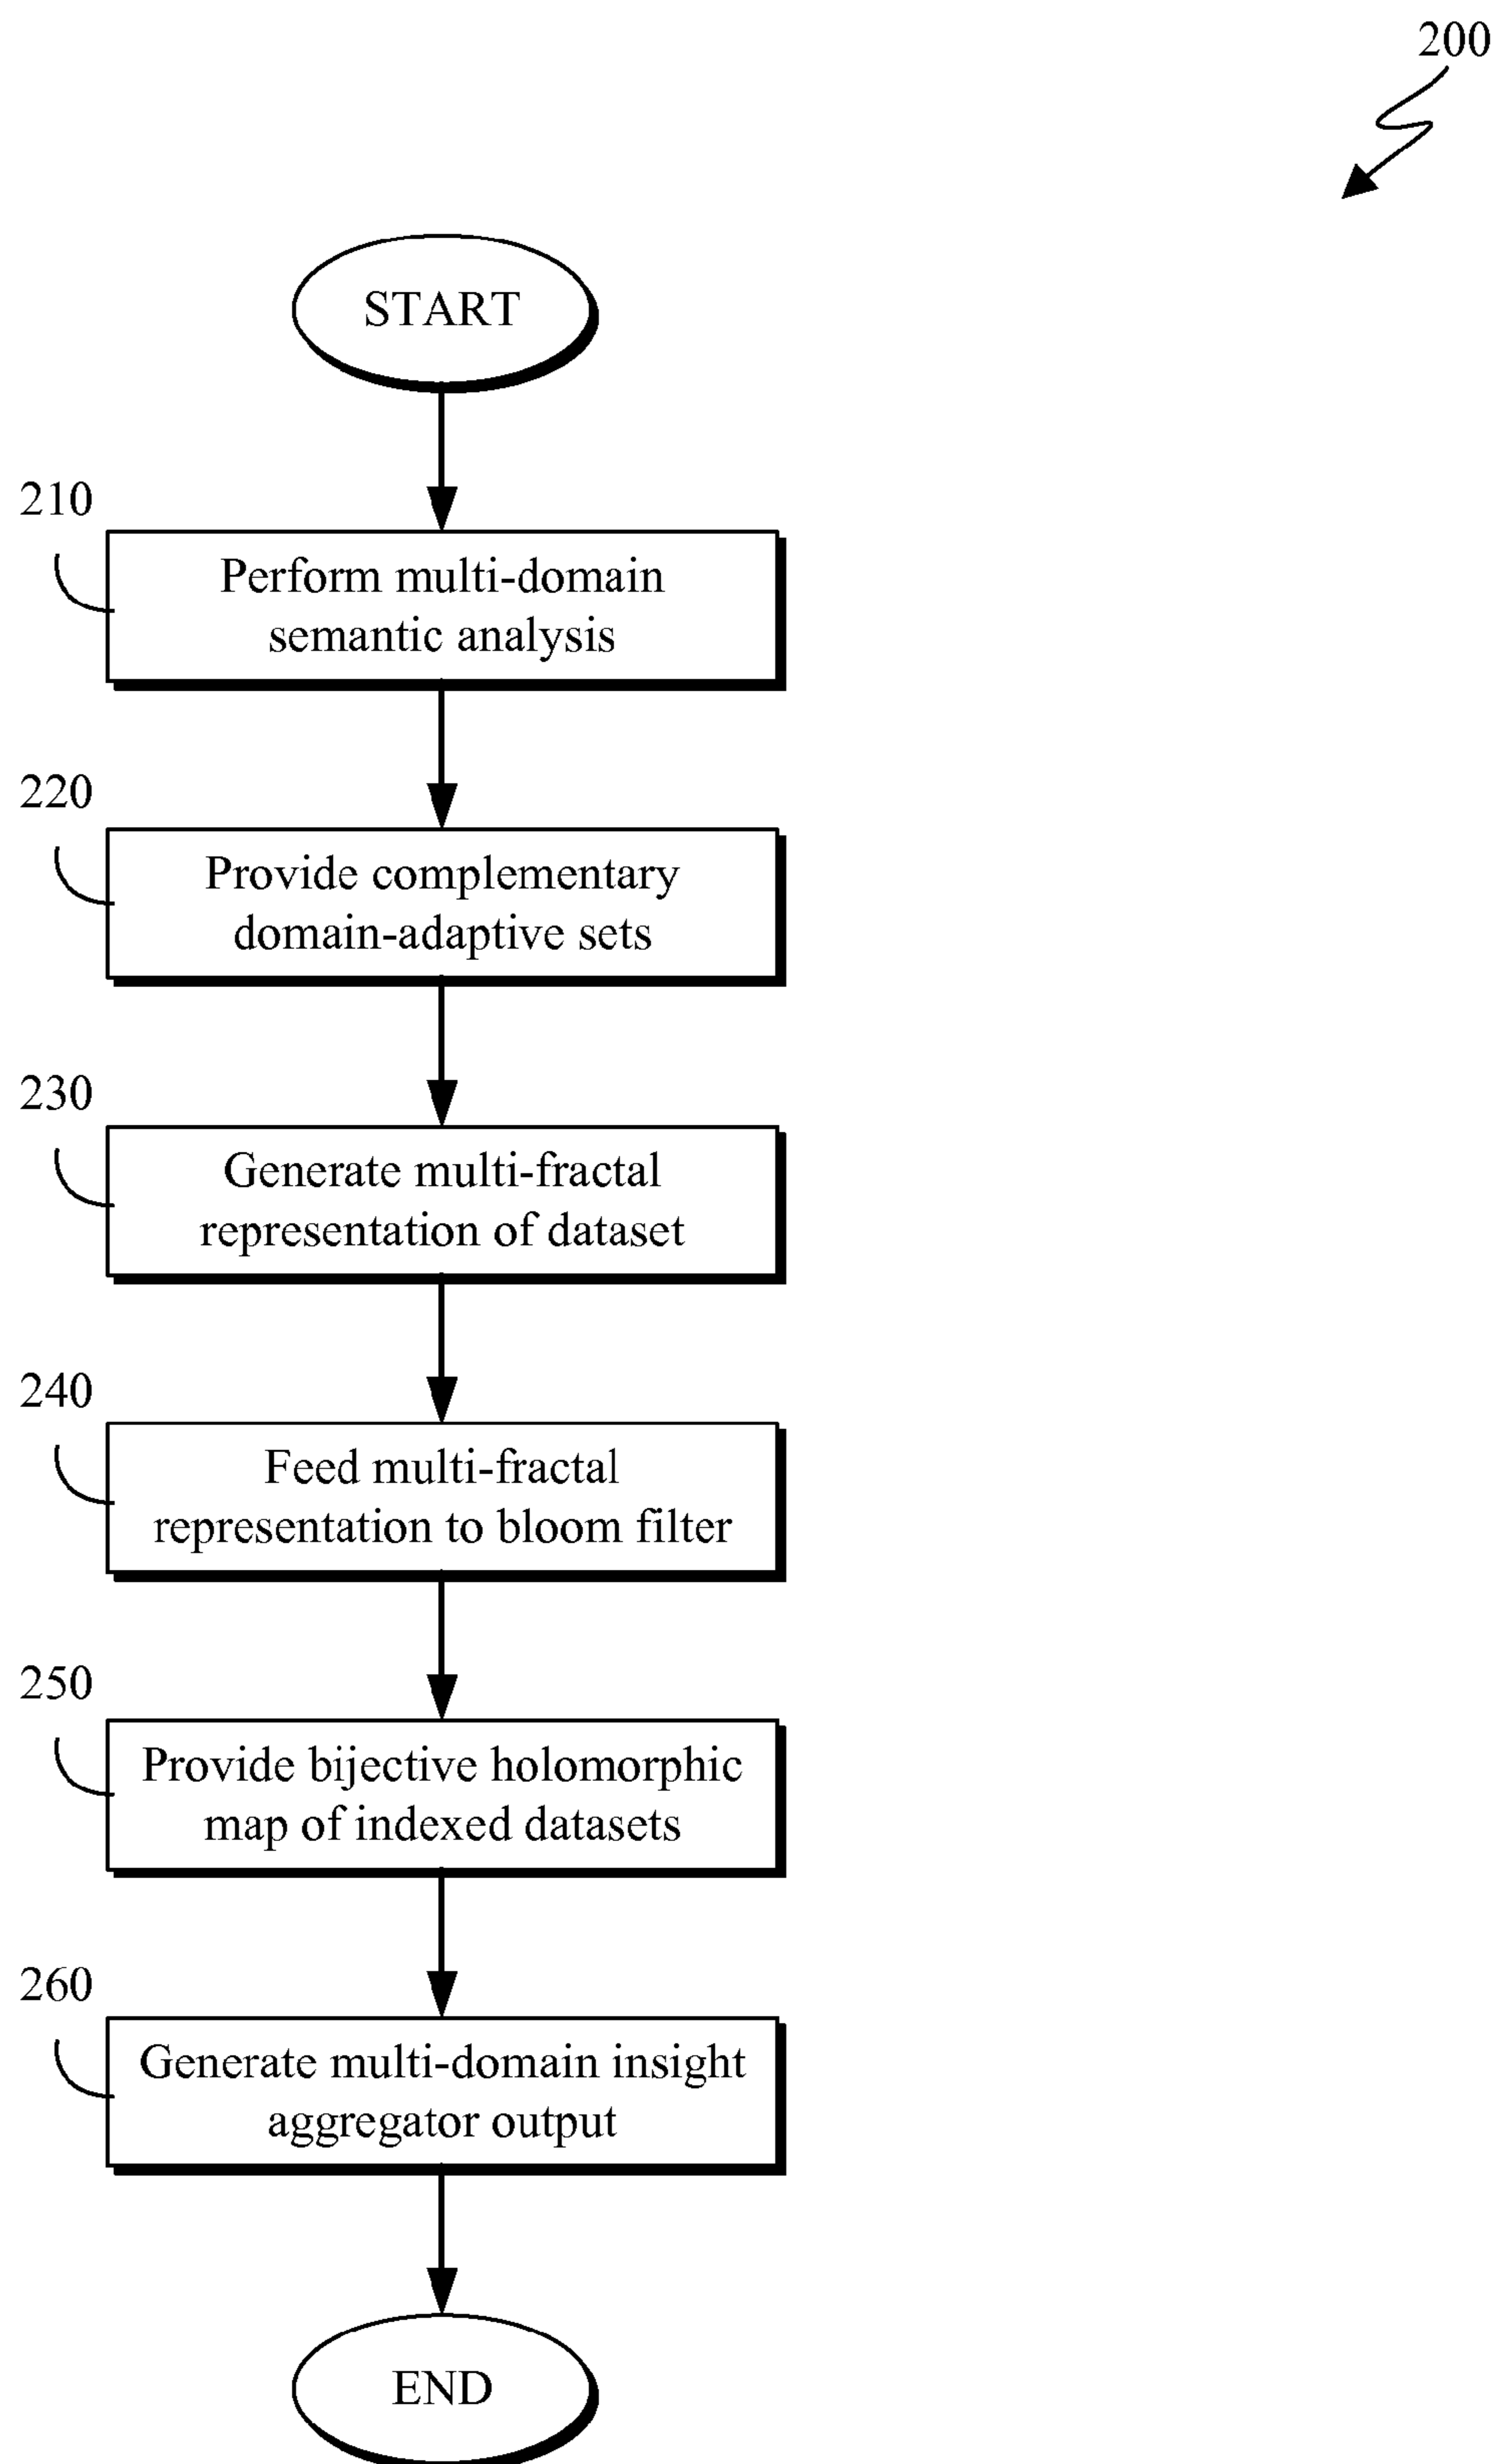 200
START
210
Perform multi-domain
semantic analysis
220
Provide complementary
domain-adaptive sets
230
Generate multi-fractal
representation of dataset
240
Feed multi-fractal
representation to bloom filter
250
Provide bijective holomorphic
map of indexed datasets
260
Generate multi-domain insight
aggregator output
END